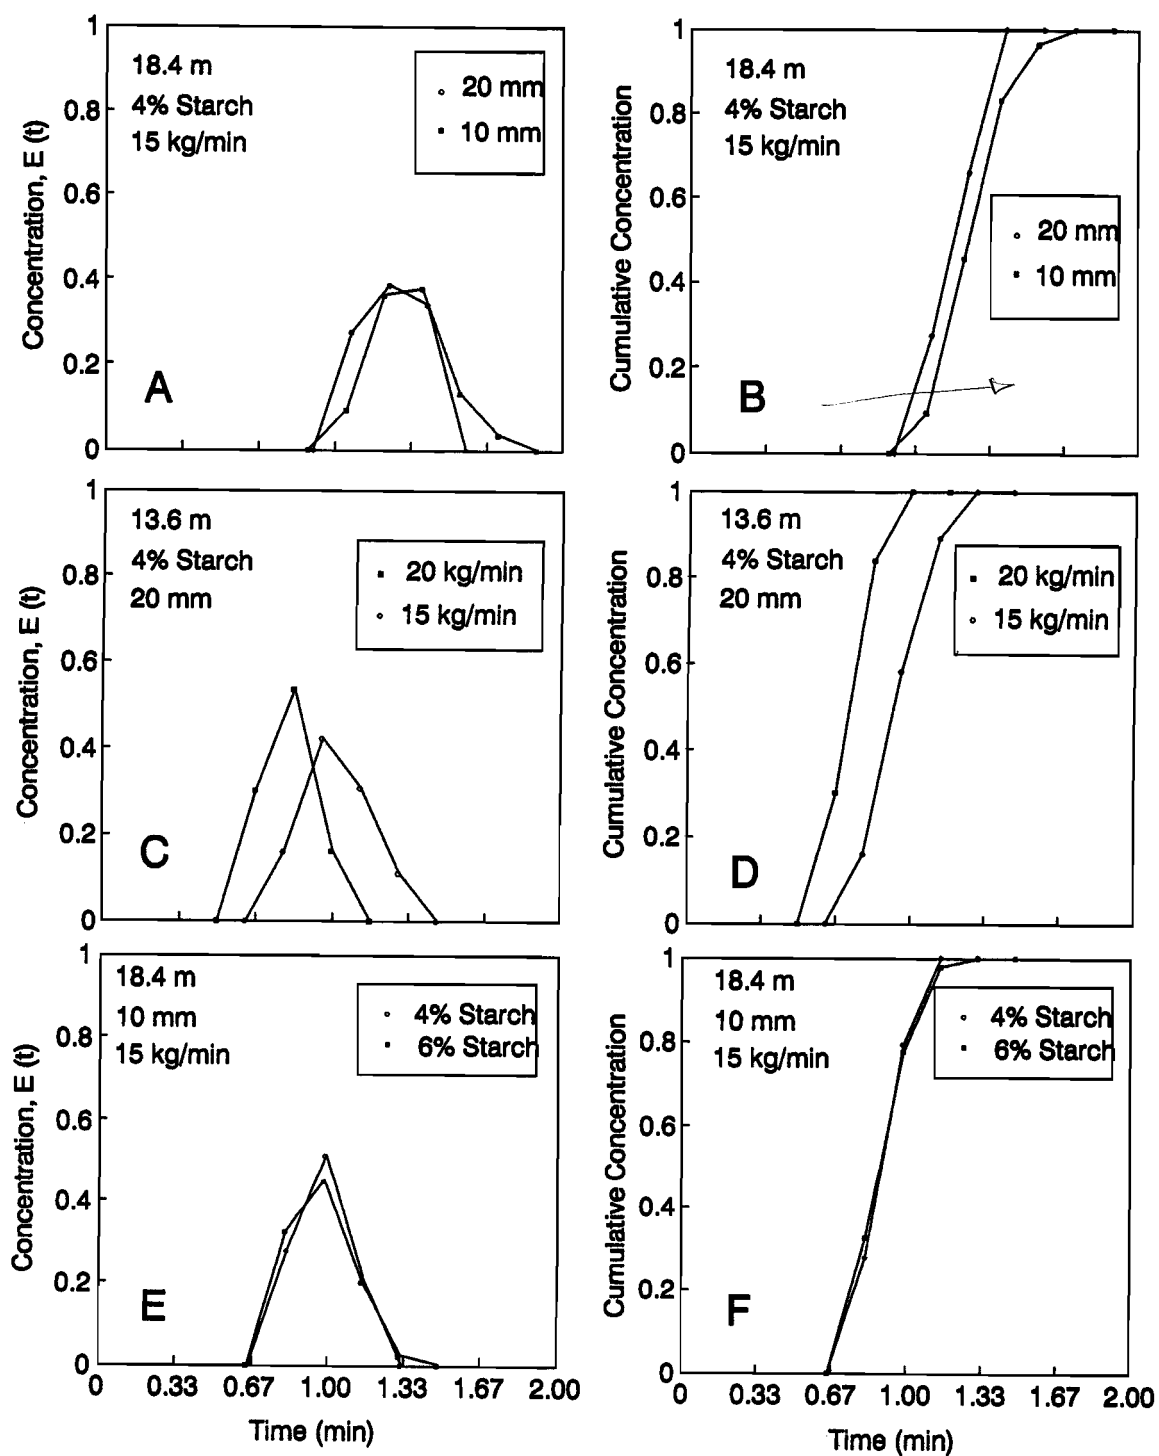 1
0.8
0.6
0.4
0.2
0
Concentration, E (t)
18.4 m
4% Starch
15 kg/min
20 mm
10 mm
A
1
0.8
0.6
0.4
0.2
0
Cumulative Concentration
18.4 m
4% Starch
15 kg/min
20 mm
10 mm
B
1
0.8
0.6
0.4
0.2
0
Concentration, E (t)
13.6 m
4% Starch
20 mm
20 kg/min
15 kg/min
C
1
0.8
0.6
0.4
0.2
0
Cumulative Concentration
13.6 m
4% Starch
20 mm
20 kg/min
15 kg/min
D
1
0.8
0.6
0.4
0.2
0
Concentration, E (t)
18.4 m
10 mm
15 kg/min
4% Starch
6% Starch
E
0 0.33 0.67 1.00 1.33 1.67 2.00
Time (min)
1
0.8
0.6
0.4
0.2
0
Cumulative Concentration
18.4 m
10 mm
15 kg/min
4% Starch
6% Starch
F
0 0.33 0.67 1.00 1.33 1.67 2.00
Time (min)